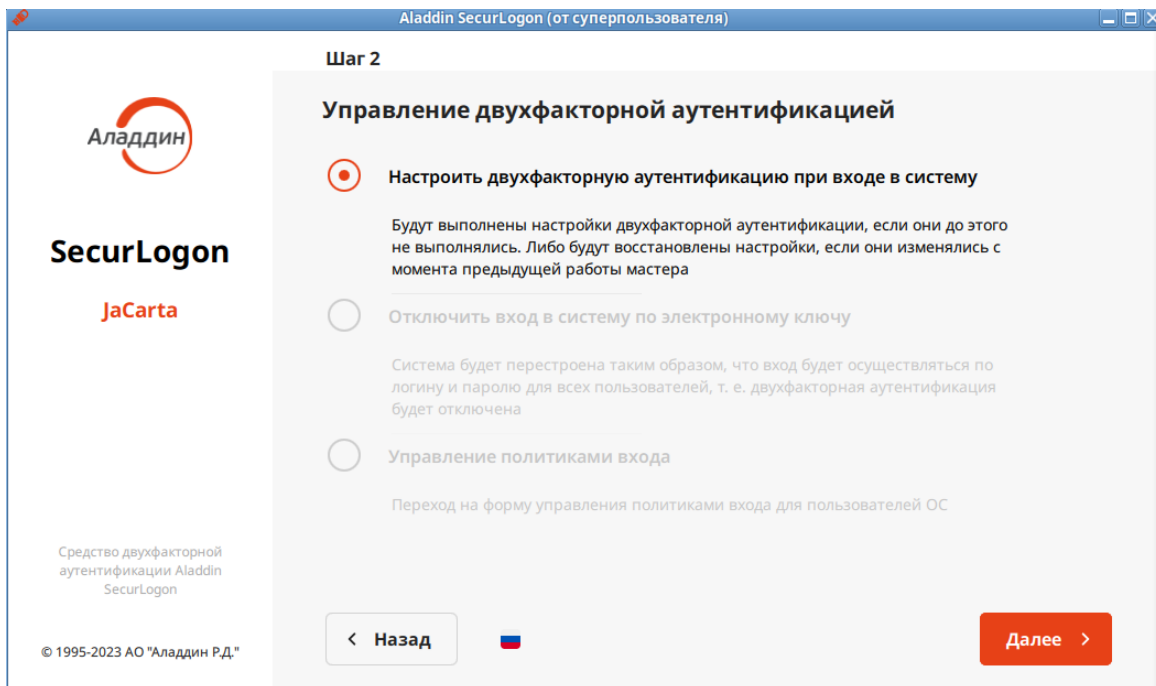 Aladdin SecurLogon (от суперпользователя)
Шаг 2
Аладдин
SecurLogon
JaCarta
Средство двухфакторной
аутентификации Aladdin
SecurLogon
© 1995-2023 АО "Аладдин Р.Д."
Управление двухфакторной аутентификацией
Настроить двухфакторную аутентификацию при входе в систему
Будут выполнены настройки двухфакторной аутентификации, если они до этого
не выполнялись. Либо будут восстановлены настройки, если они изменялись с
момента предыдущей работы мастера
Отключить вход в систему по электронному ключу
Система будет перестроена таким образом, что вход будет осуществляться по
логину и паролю для всех пользователей, т. е. двухфакторная аутентификация
будет отключена
Управление политиками входа
Переход на форму управления политиками входа для пользователей ОС
Назад
Далее